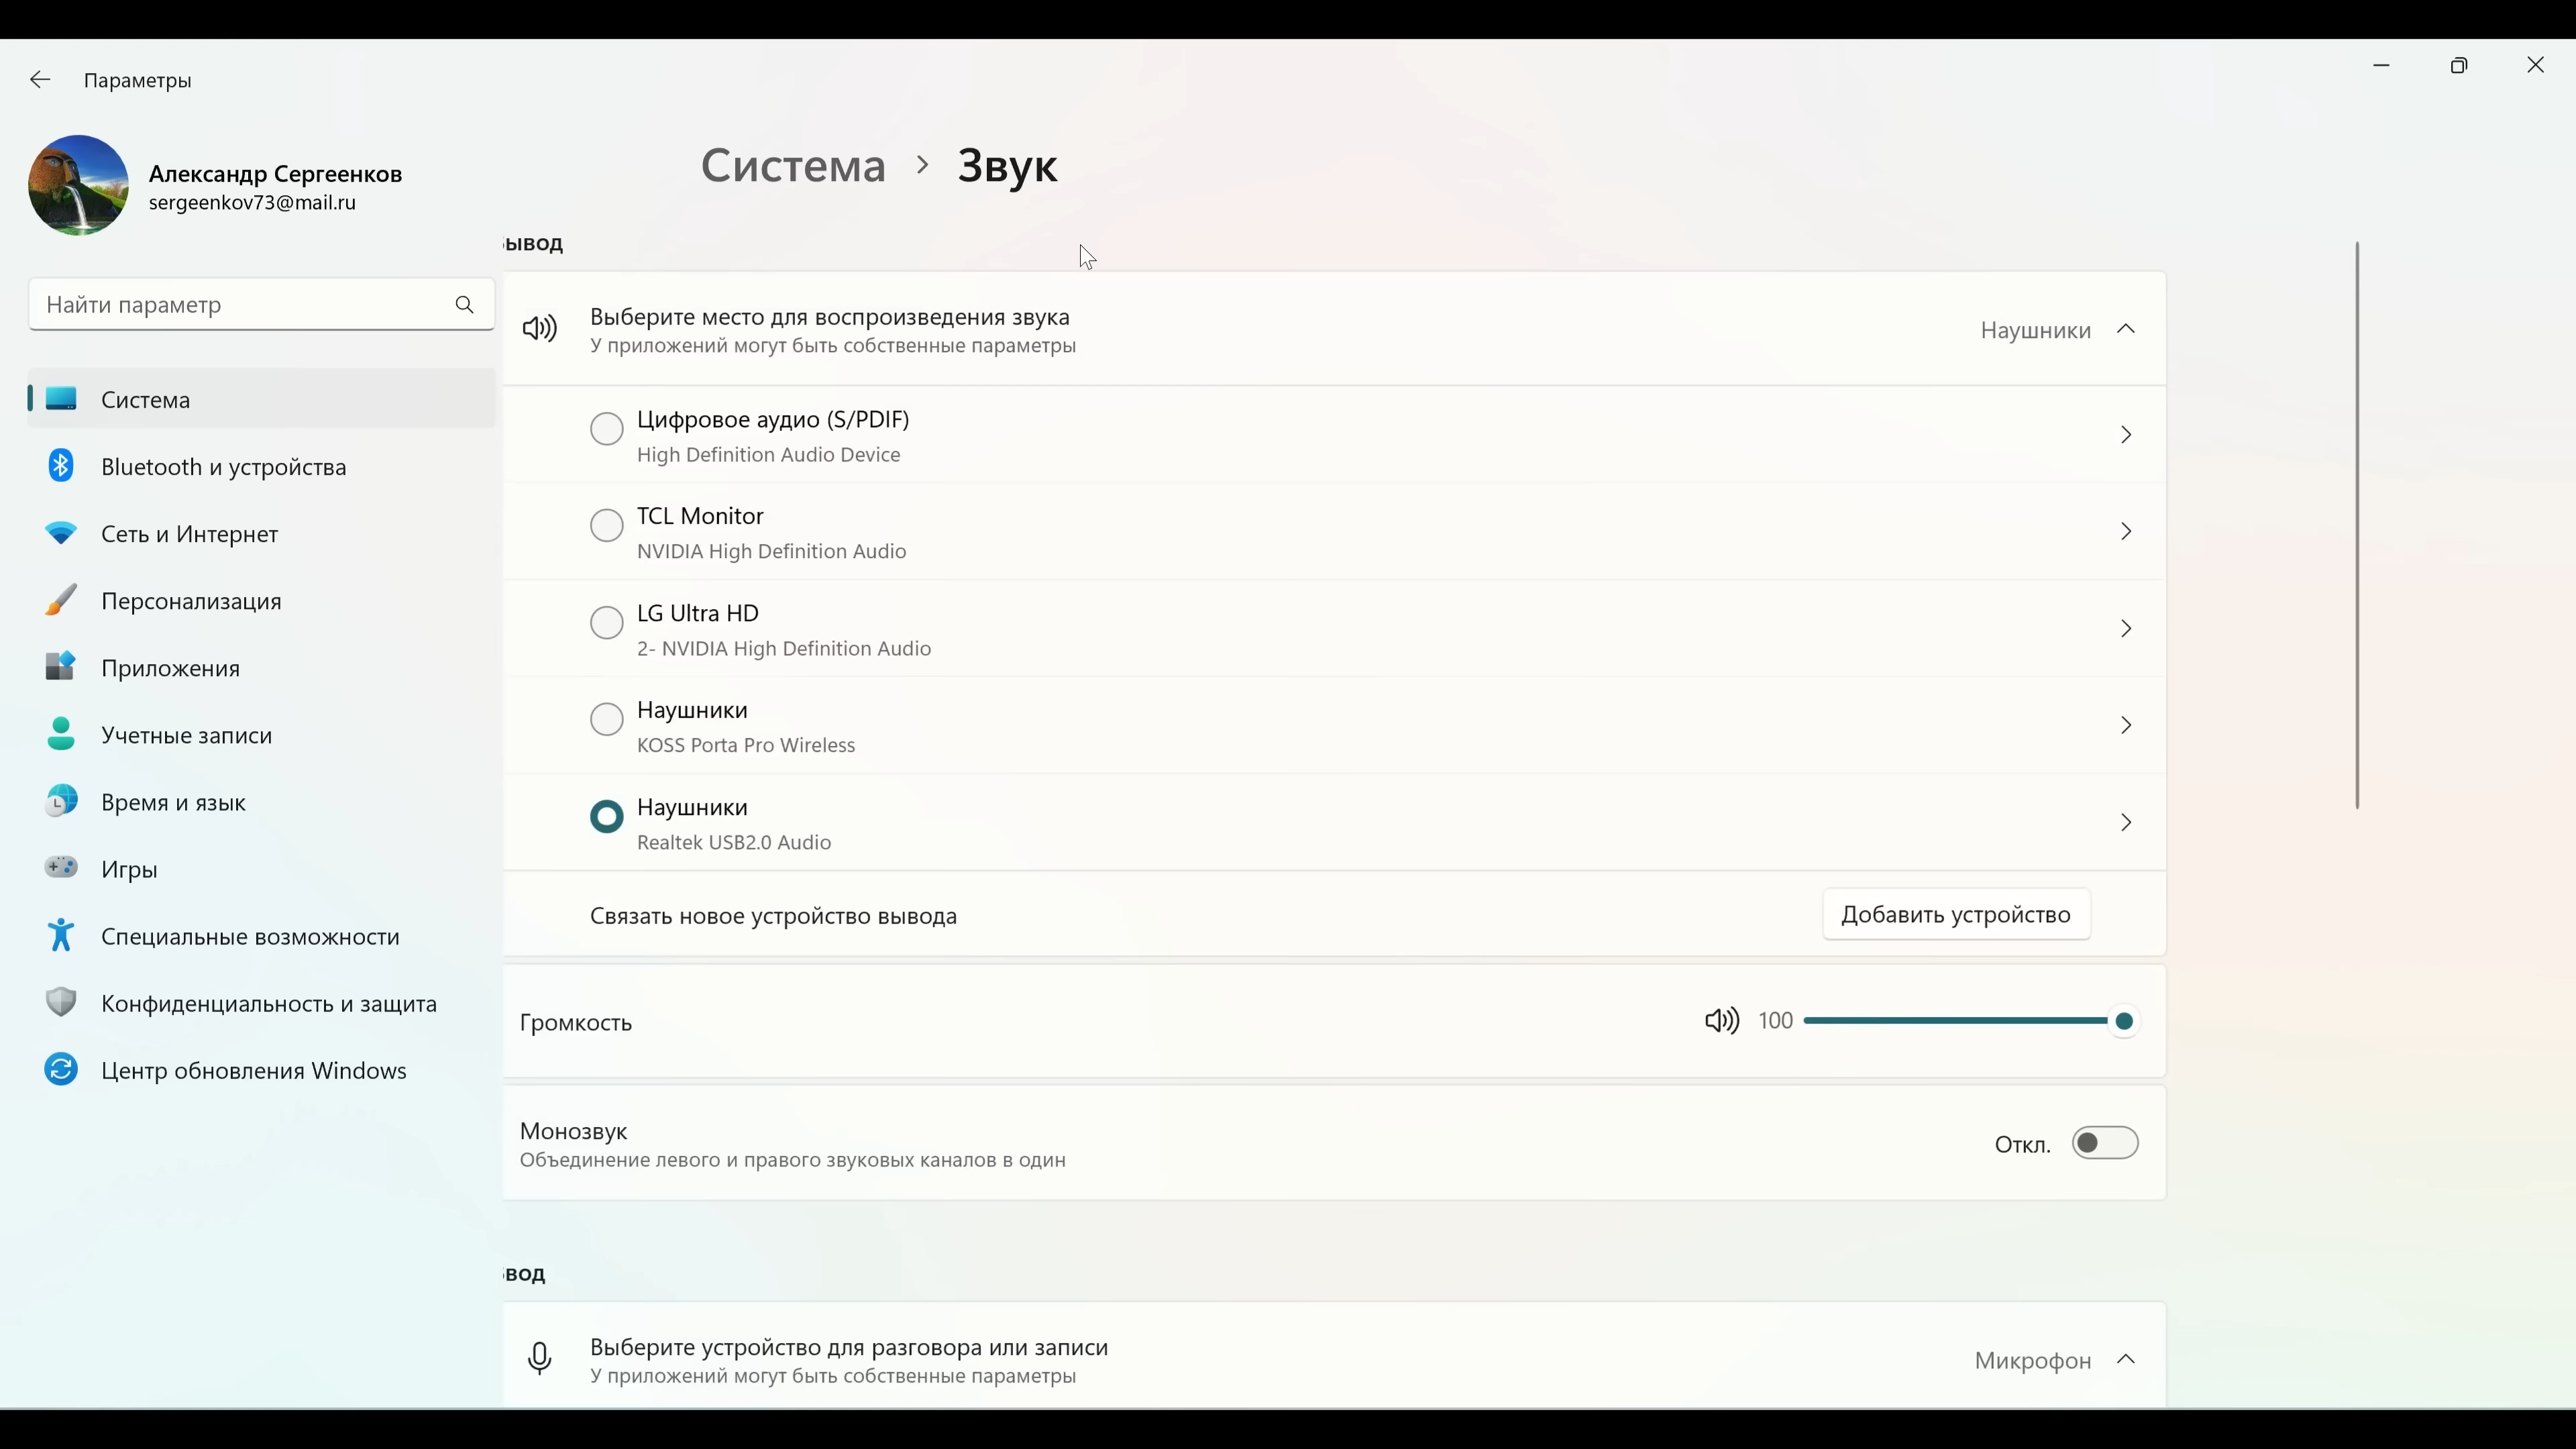 Параметры
Александр Сергеенков
sergeenkov73@mail.ru
Найти параметр
Система
Bluetooth и устройства
Сеть и Интернет
Персонализация
Приложения
Учетные записи
Время и язык
Игры
Специальные возможности
Конфиденциальность и защита
Центр обновления Windows
Система > Звук
ывод
Выберите место для воспроизведения звука
У приложений могут быть собственные параметры
Наушники
Цифровое аудио (S/PDIF)
High Definition Audio Device
TCL Monitor
NVIDIA High Definition Audio
LG Ultra HD
2- NVIDIA High Definition Audio
Наушники
KOSS Porta Pro Wireless
Наушники
Realtek USB2.0 Audio
Связать новое устройство вывода
Добавить устройство
Громкость
100
Монозвук
Объединение левого и правого звуковых каналов в один
Откл.
вод
Выберите устройство для разговора или записи
У приложений могут быть собственные параметры
Микрофон